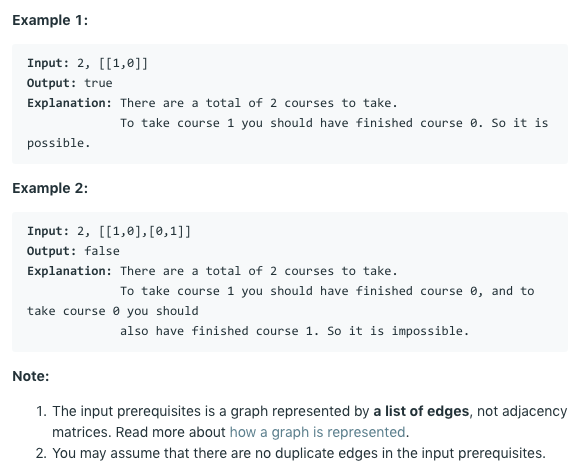 Example 1:
Input: 2, [[1,0]]
Output: true
Explanation: There are a total of 2 courses to take.
To take course 1 you should have finished course 0. So it is
possible.
Example 2:
Input: 2, [[1,0],[0,1]]
Output: false
Explanation: There are a total of 2 courses to take.
To take course 1 you should have finished course 0, and to
take course 0 you should
also have finished course 1. So it is impossible.
Note:
1. The input prerequisites is a graph represented by a list of edges, not adjacency
matrices. Read more about how a graph is represented.
2. You may assume that there are no duplicate edges in the input prerequisites.